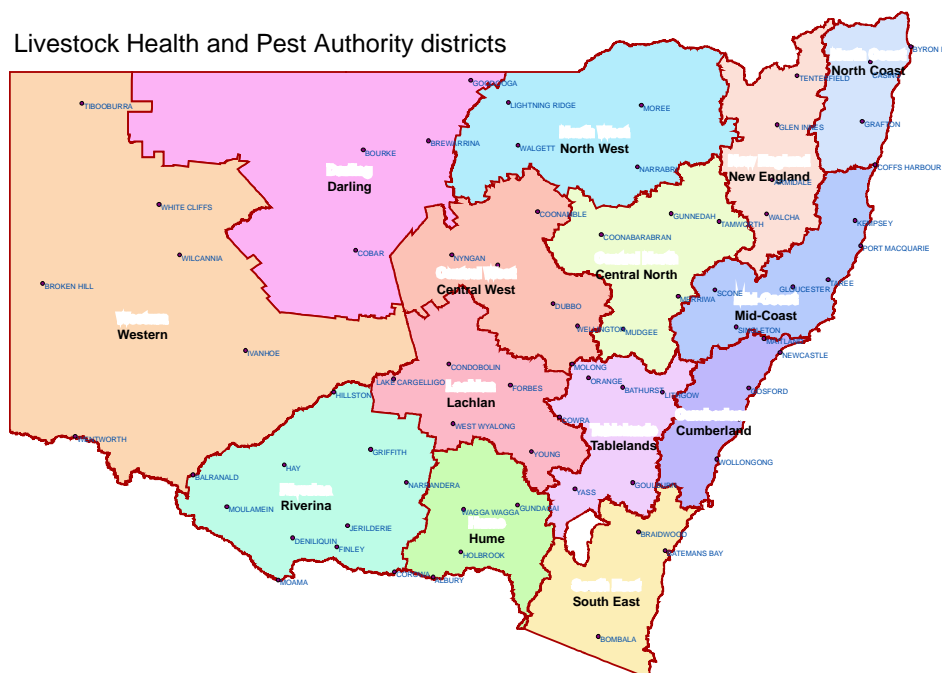 Livestock Health and Pest Authority districts
BYRON
North Coast
CASINO
GOODOOGA
TENTERFIELD
TIBOOBURRA
LIGHTNING RIDGE
MOREE
GLEN INNES
GRAFTON
North West
BREWARRINA
WALGETT
BOURKE
NARRABRI
COFFS HARBOUR
New England
Darling
ARMIDALE
WHITE CLIFFS
COONAMBLE
GUNNEDAH
WALCHA
TAMWORTH
KEMPSEY
COONABARABRAN
PORT MACQUARIE
COBAR
NYNGAN
WILCANNIA
Central North
Central West
BROKEN HILL
GLOUCESTER
TAREE
SCONE
MERRIWA
DUBBO
Mid-Coast
WELLINGTON
MUDGEE
SINGLETON
Western
MAITLAND
IVANHOE
NEWCASTLE
CONDOBOLIN
MOLONG
LAKE CARGELLIGO
ORANGE
FORBES
BATHURST
GOSFORD
HILLSTON
LITHGOW
Lachlan
COWRA
WEST WYALONG
Cumberland
WENTWORTH
Tablelands
GRIFFITH
YOUNG
HAY
WOLLONGONG
BALRANALD
NARRANDERA
GOULBURN
YASS
Riverina
MOULAMEIN
WAGGA WAGGA
GUNDAGAI
JERILDERIE
Hume
BRAIDWOOD
DENILIQUIN
FINLEY
HOLBROOK
BATEMANS BAY
COROWA
ALBURY
MOAMA
South East
BOMBALA